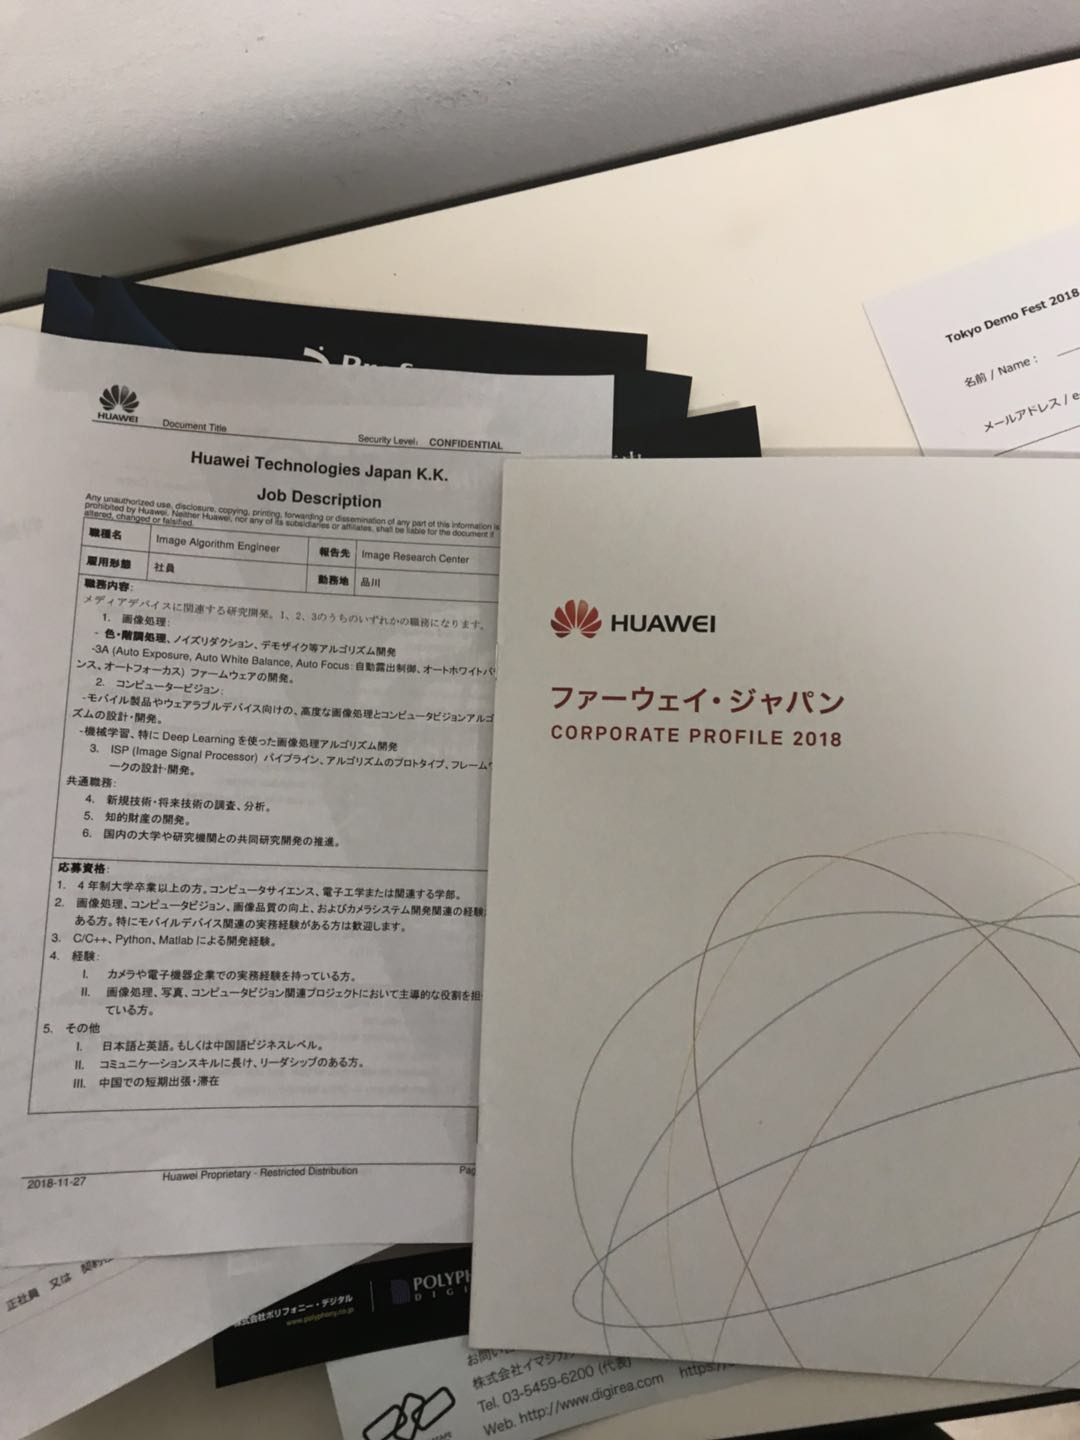 Tokyo Demo Fest 2018
名前 / Name :
メールアドレス / e
HUAWEI
Document Title
Security Level: CONFIDENTIAL
Huawei Technologies Japan K.K.
Job Description
Any unauthorized use, disclosure, copying, printing, forwarding or dissemination of any part of this information is
prohibited by Huawei. Neither Huawei, nor any of its subsidiaries or affiliates, shall be liable for the document if
altered, changed or falsified.
職種名 Image Algorithm Engineer 報告先 Image Research Center
雇用形態 社員 勤務地 品川
職務内容:
メディアデバイスに関連する研究開発。1、2、3のうちのいずれかの職務になります。
1. 画像処理:
- 色・階調処理、ノイズリダクション、デモザイク等アルゴリズム開発
-3A (Auto Exposure, Auto White Balance, Auto Focus: 自動露出制御、オートホワイトバ
ンス、オートフォーカス) ファームウェアの開発。
2. コンピュータービジョン:
-モバイル製品やウェアラブルデバイス向けの、高度な画像処理とコンピュータビジョンアルゴ
ズムの設計・開発。
-機械学習、特に Deep Learning を使った画像処理アルゴリズム開発
3. ISP (Image Signal Processor) パイプライン、アルゴリズムのプロトタイプ、フレーム
ークの設計・開発。
共通職務:
4. 新規技術・将来技術の調査、分析。
5. 知的財産の開発。
6. 国内の大学や研究機関との共同研究開発の推進。
応募資格:
1. 4 年制大学卒業以上の方。コンピュータサイエンス、電子工学または関連する学部。
2. 画像処理、コンピュータビジョン、画像品質の向上、およびカメラシステム開発関連の経験
ある方。特にモバイルデバイス関連の実務経験がある方は歓迎します。
3. C/C++、Python、Matlab による開発経験。
4. 経験:
I. カメラや電子機器企業での実務経験を持っている方。
II. 画像処理、写真、コンピュータビジョン関連プロジェクトにおいて主導的な役割を担
ている方。
5. その他
I. 日本語と英語。もしくは中国語ビジネスレベル。
II. コミュニケーションスキルに長け、リーダシップのある方。
III. 中国での短期出張・滞在
2018-11-27 Huawei Proprietary - Restricted Distribution Pag
HUAWEI
ファーウェイ・ジャパン
CORPORATE PROFILE 2018
正社員 又は 契約
株式会社ポリフォニー・デジタル
www.polyphony.co.jp
POLYPH
DIGI
お問い
株式会社イマジカ
Tel. 03-5459-6200 (代表)
Web. http://www.digirea.com https://